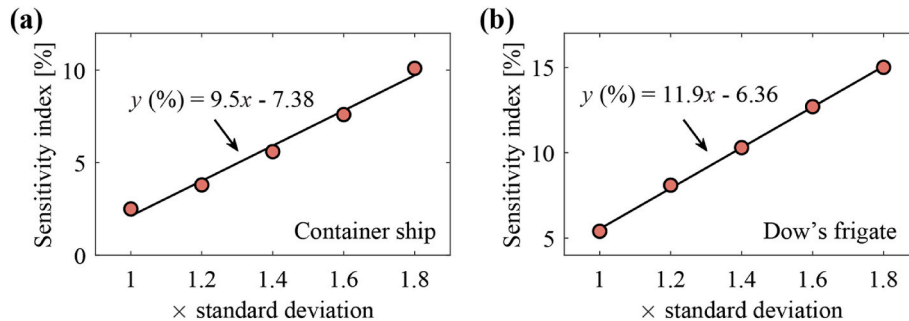 (a)
Sensitivity index [%]
10
5
0
y (%) = 9.5x - 7.38
Container ship
1 1.2 1.4 1.6 1.8
× standard deviation
(b)
Sensitivity index [%]
15
10
5
y (%) = 11.9x - 6.36
Dow's frigate
1 1.2 1.4 1.6 1.8
× standard deviation